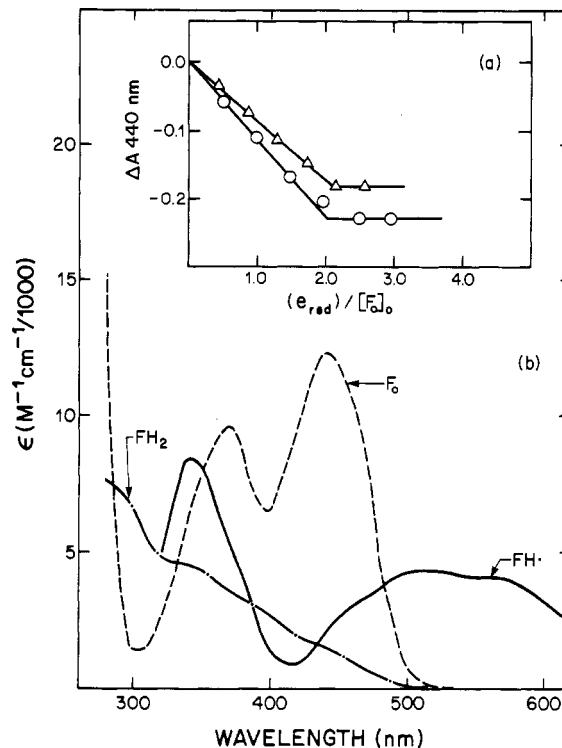 (a)
ΔA 440 nm
0.0
-0.1
-0.2
1.0 2.0 3.0 4.0
(e_red)/[F_o]_o
(b)
ε (M⁻¹cm⁻¹/1000)
20
15
10
5
F_o
FH₂
FH·
300 400 500 600
WAVELENGTH (nm)